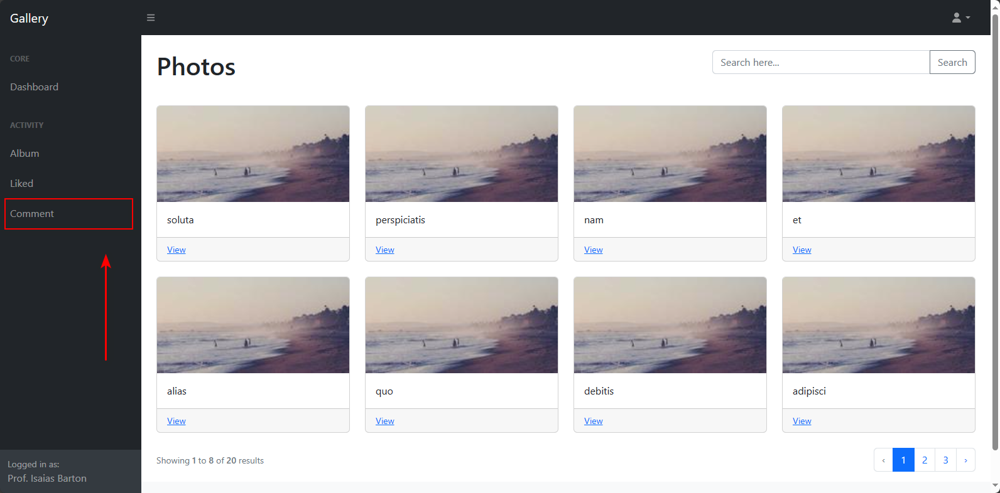 Gallery
CORE
Dashboard
ACTIVITY
Album
Liked
Comment
Logged in as:
Prof. Isaias Barton
Photos
Search here...
Search
soluta
View
perspiciatis
View
nam
View
et
View
alias
View
quo
View
debitis
View
adipisci
View
Showing 1 to 8 of 20 results
‹ 1 2 3 ›